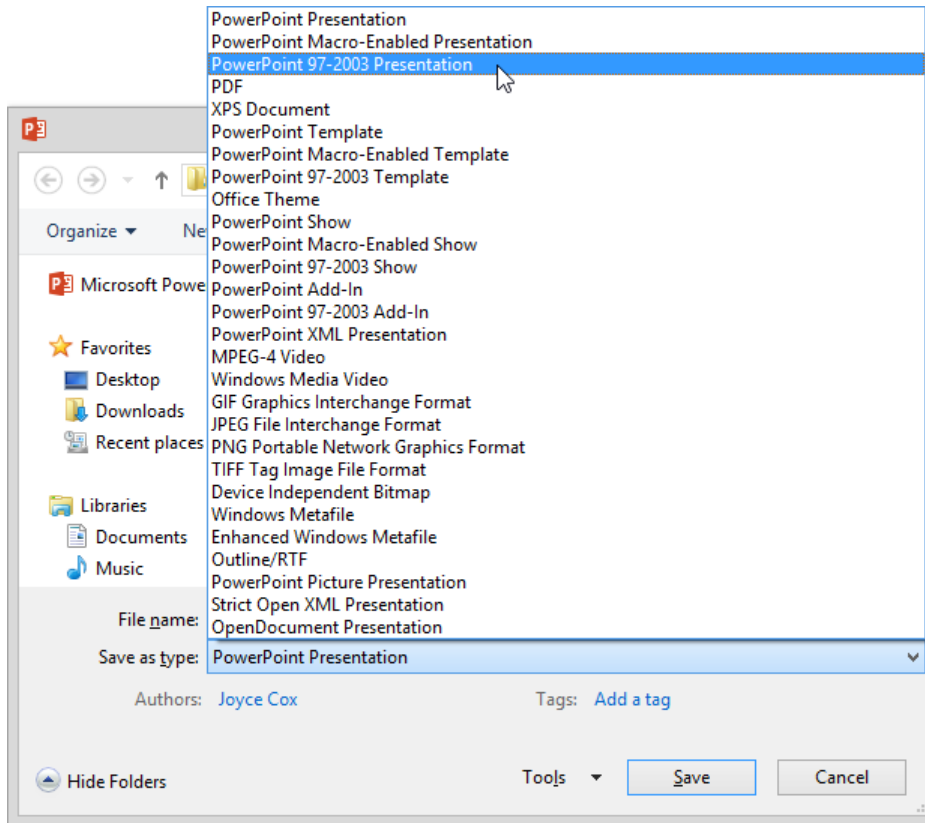 PowerPoint Presentation
PowerPoint Macro-Enabled Presentation
PowerPoint 97-2003 Presentation
PDF
XPS Document
PowerPoint Template
PowerPoint Macro-Enabled Template
PowerPoint 97-2003 Template
Office Theme
PowerPoint Show
PowerPoint Macro-Enabled Show
PowerPoint 97-2003 Show
PowerPoint Add-In
PowerPoint 97-2003 Add-In
PowerPoint XML Presentation
MPEG-4 Video
Windows Media Video
GIF Graphics Interchange Format
JPEG File Interchange Format
PNG Portable Network Graphics Format
TIFF Tag Image File Format
Device Independent Bitmap
Windows Metafile
Enhanced Windows Metafile
Outline/RTF
PowerPoint Picture Presentation
Strict Open XML Presentation
OpenDocument Presentation
Organize
Ne
Microsoft Powe
Favorites
Desktop
Downloads
Recent places
Libraries
Documents
Music
File name:
Save as type: PowerPoint Presentation
Authors: Joyce Cox Tags: Add a tag
Hide Folders Tools Save Cancel